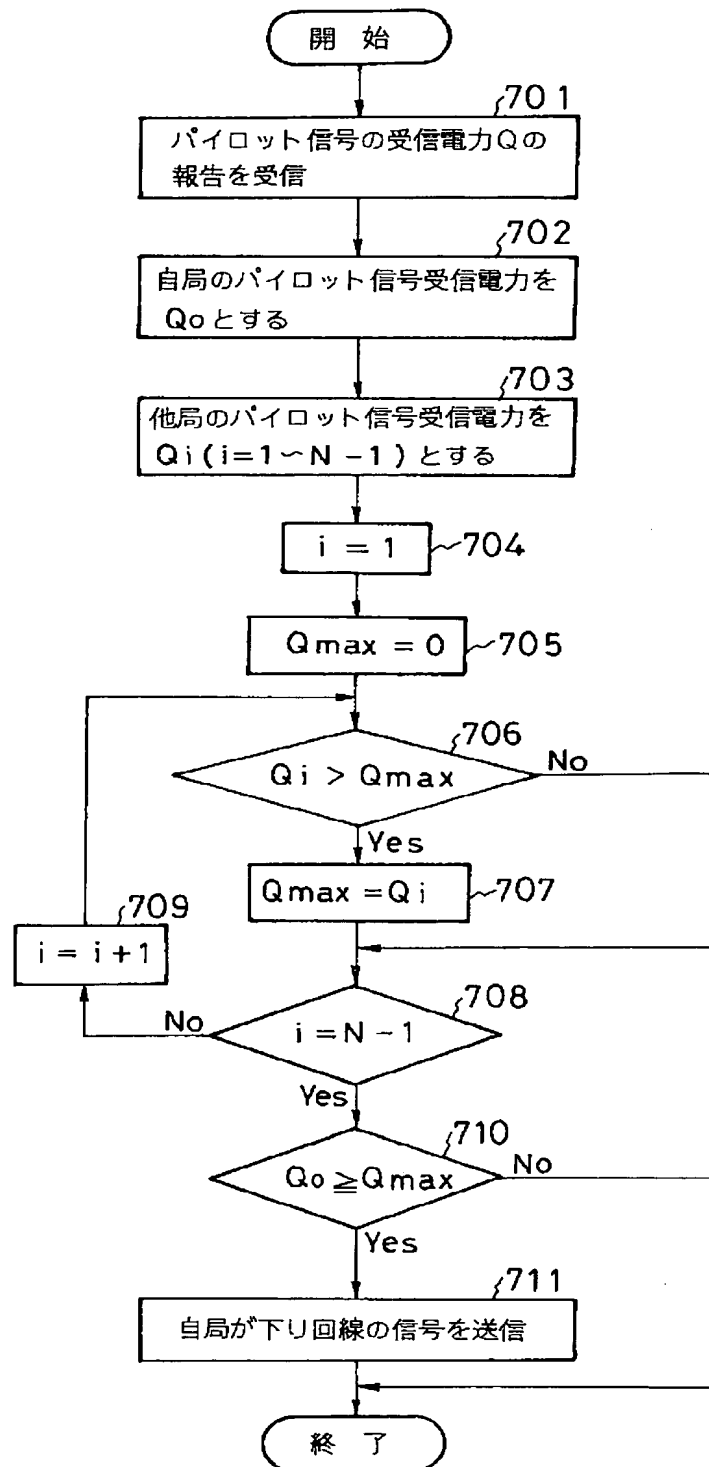 開 始
701
パイロット信号の受信電力Qの
報告を受信
702
自局のパイロット信号受信電力を
Qoとする
703
他局のパイロット信号受信電力を
Qi(i=1~N-1)とする
i = 1
704
Qmax = 0
705
706
Qi > Qmax
No
Yes
Qmax = Qi
707
709
i = i + 1
708
i = N - 1
No
Yes
710
Qo ≧ Qmax
No
Yes
711
自局が下り回線の信号を送信
終 了